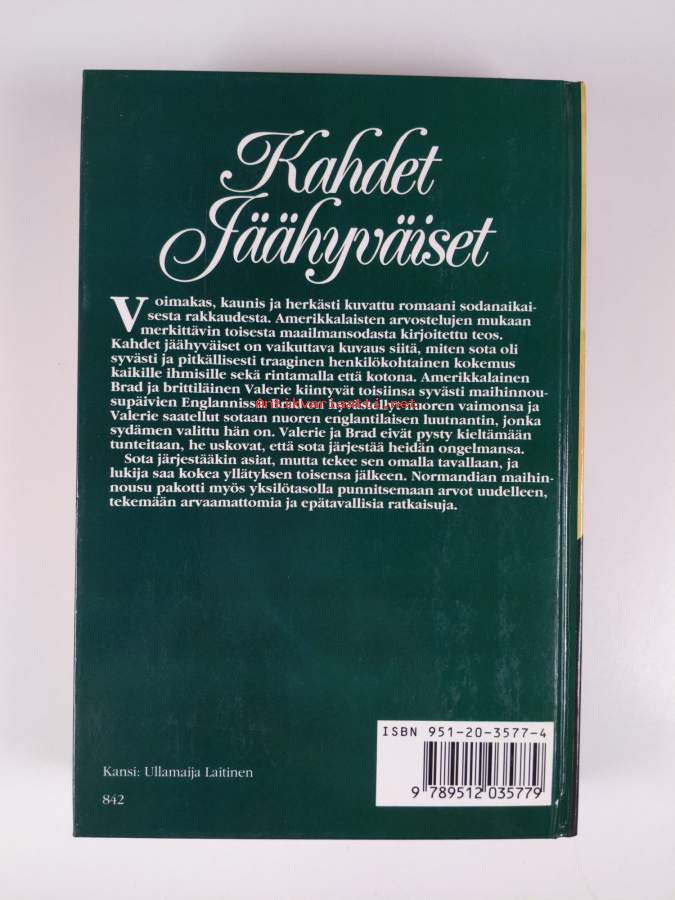 Kahdet
Jäähyväiset
Voimakas, kaunis ja herkästi kuvattu romaani sodanaikai-
sesta rakkaudesta. Amerikkalaisten arvostelujen mukaan
merkittävin toisesta maailmansodasta kirjoitettu teos.
Kahdet jäähyväiset on vaikuttava kuvaus siitä, miten sota oli
syvästi ja pitkällisesti traaginen henkilökohtainen kokemus
kaikille ihmisille sekä rintamalla että kotona. Amerikkalainen
Brad ja brittiläinen Valerie kiintyvät toisiinsa syvästi maihinnou-
supäivien Englannissa. Brad on hyvästellyt nuoren vaimonsa ja
Antikvariaatti.net
Valerie saatellut sotaan nuoren englantilaisen luutnantin, jonka
sydämen valittu hän on. Valerie ja Brad eivät pysty kieltämään
tunteitaan, he uskovat, että sota järjestää heidän ongelmansa.
Sota järjestääkin asiat, mutta tekee sen omalla tavallaan, ja
lukija saa kokea yllätyksen toisensa jälkeen. Normandian maihin-
nousu pakotti myös yksilötasolla punnitsemaan arvot uudelleen,
tekemään arvaamattomia ja epätavallisia ratkaisuja.
ISBN 951-20-3577-4
9 789512 035779
Kansi: Ullamaija Laitinen
842